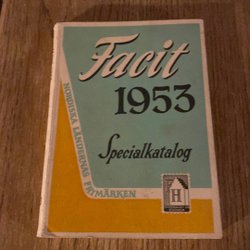 Facit
1953
Specialkatalog
NORDISKA LÄNDERNAS FRIMÄRKEN
H